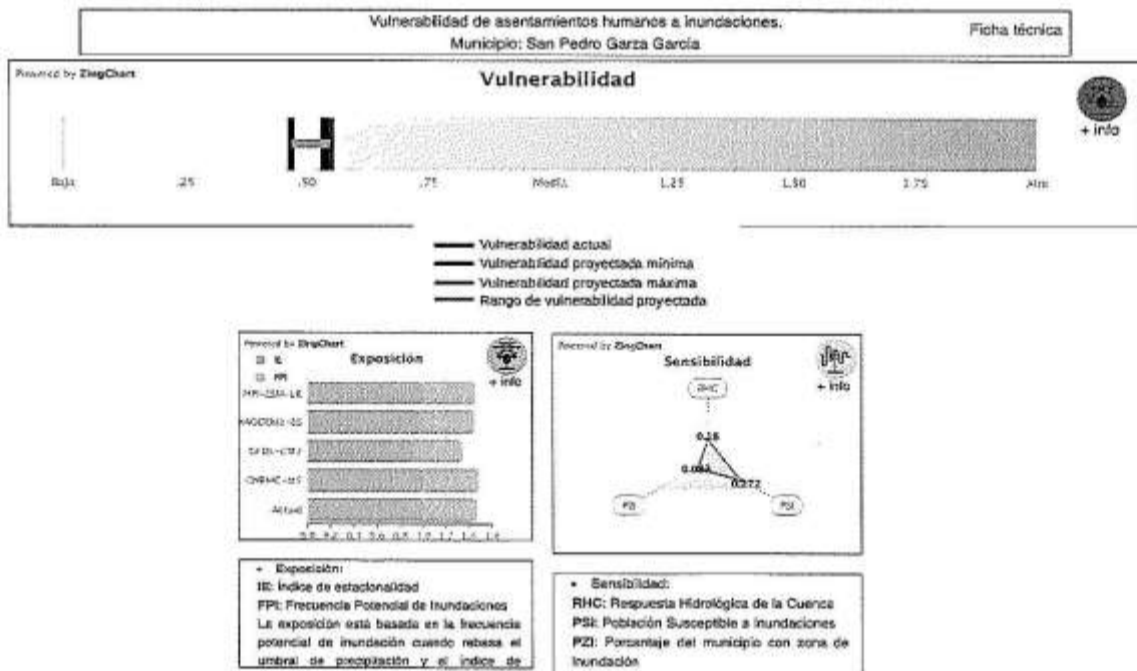 Vulnerabilidad de asentamientos humanos a inundaciones.
Municipio: San Pedro Garza García
Ficha técnica
Powered by ZingChart
Vulnerabilidad
+ info
Baja .25 .50 .75 Media 1.25 1.50 1.75 Alta
Vulnerabilidad actual
Vulnerabilidad proyectada mínima
Vulnerabilidad proyectada máxima
Rango de vulnerabilidad proyectada
Powered by ZingChart
Exposición
IE
FPI
+ info
Actual
Powered by ZingChart
Sensibilidad
+ info
RHC
PZI
PSI
• Exposición:
IE: Índice de estacionalidad
FPI: Frecuencia Potencial de Inundaciones
La exposición está basada en la frecuencia
potencial de inundación cuando rebasa el
umbral de precipitación y el índice de
• Sensibilidad:
RHC: Respuesta Hidrológica de la Cuenca
PSI: Población Susceptible a Inundaciones
PZI: Porcentaje del municipio con zona de
Inundación